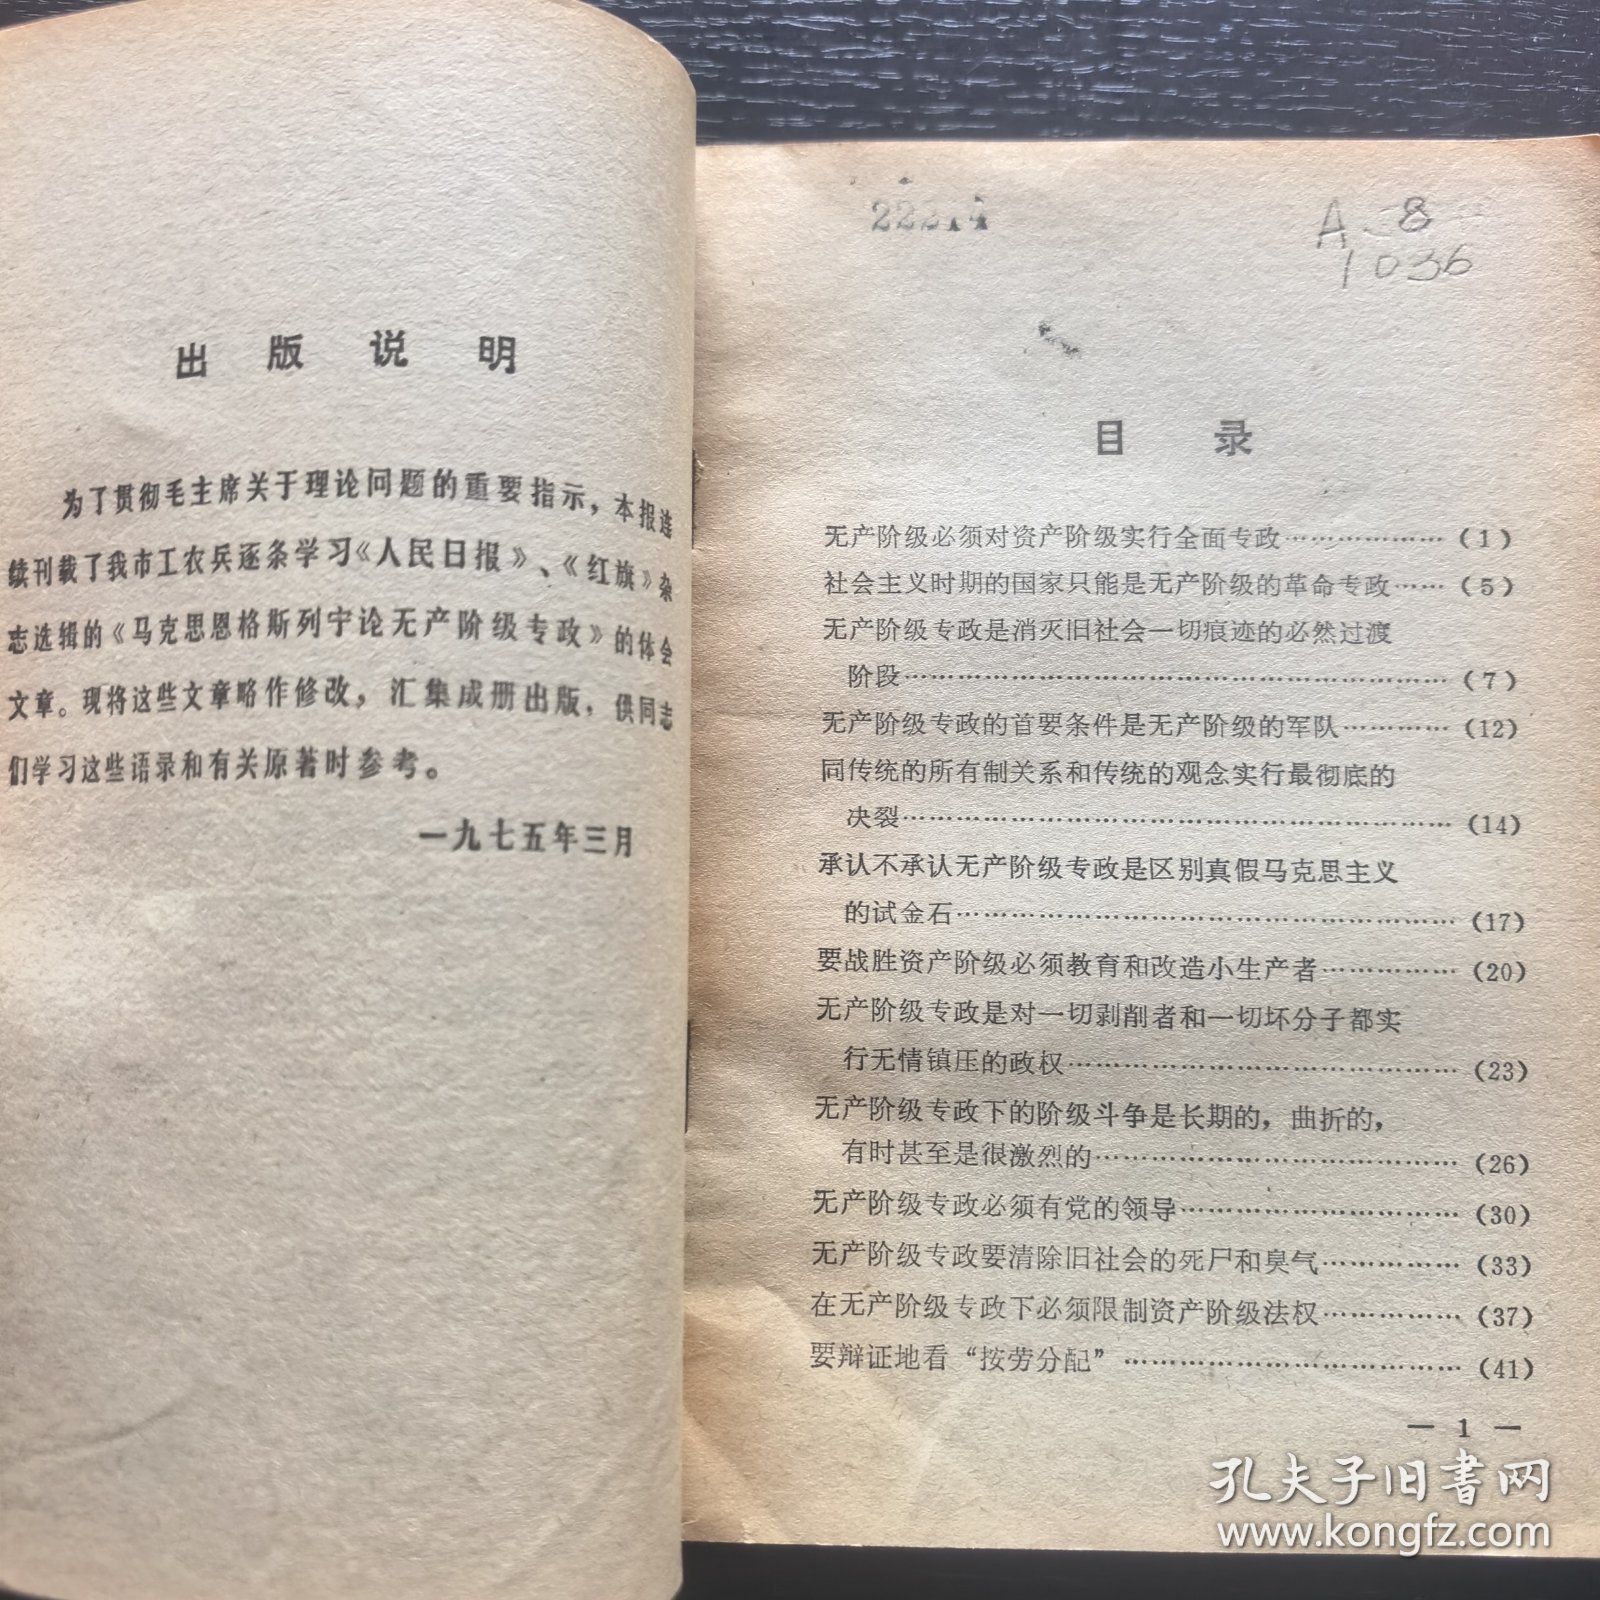 出版说明
为了贯彻毛主席关于理论问题的重要指示，本报连
续刊载了我市工农兵逐条学习《人民日报》、《红旗》杂
志选辑的《马克思恩格斯列宁论无产阶级专政》的体会
文章。现将这些文章略作修改，汇集成册出版，供同志
们学习这些语录和有关原著时参考。
一九七五年三月
A
8
1036
目录
无产阶级必须对资产阶级实行全面专政………………（1）
社会主义时期的国家只能是无产阶级的革命专政……（5）
无产阶级专政是消灭旧社会一切痕迹的必然过渡
阶段……………………………………………………（7）
无产阶级专政的首要条件是无产阶级的军队…………（12）
同传统的所有制关系和传统的观念实行最彻底的
决裂……………………………………………………（14）
承认不承认无产阶级专政是区别真假马克思主义
的试金石………………………………………………（17）
要战胜资产阶级必须教育和改造小生产者……………（20）
无产阶级专政是对一切剥削者和一切坏分子都实
行无情镇压的政权……………………………………（23）
无产阶级专政下的阶级斗争是长期的，曲折的，
有时甚至是很激烈的…………………………………（26）
无产阶级专政必须有党的领导…………………………（30）
无产阶级专政要清除旧社会的死尸和臭气……………（33）
在无产阶级专政下必须限制资产阶级法权……………（37）
要辩证地看“按劳分配”………………………………（41）
— 1 —
孔夫子旧书网
www.kongfz.com